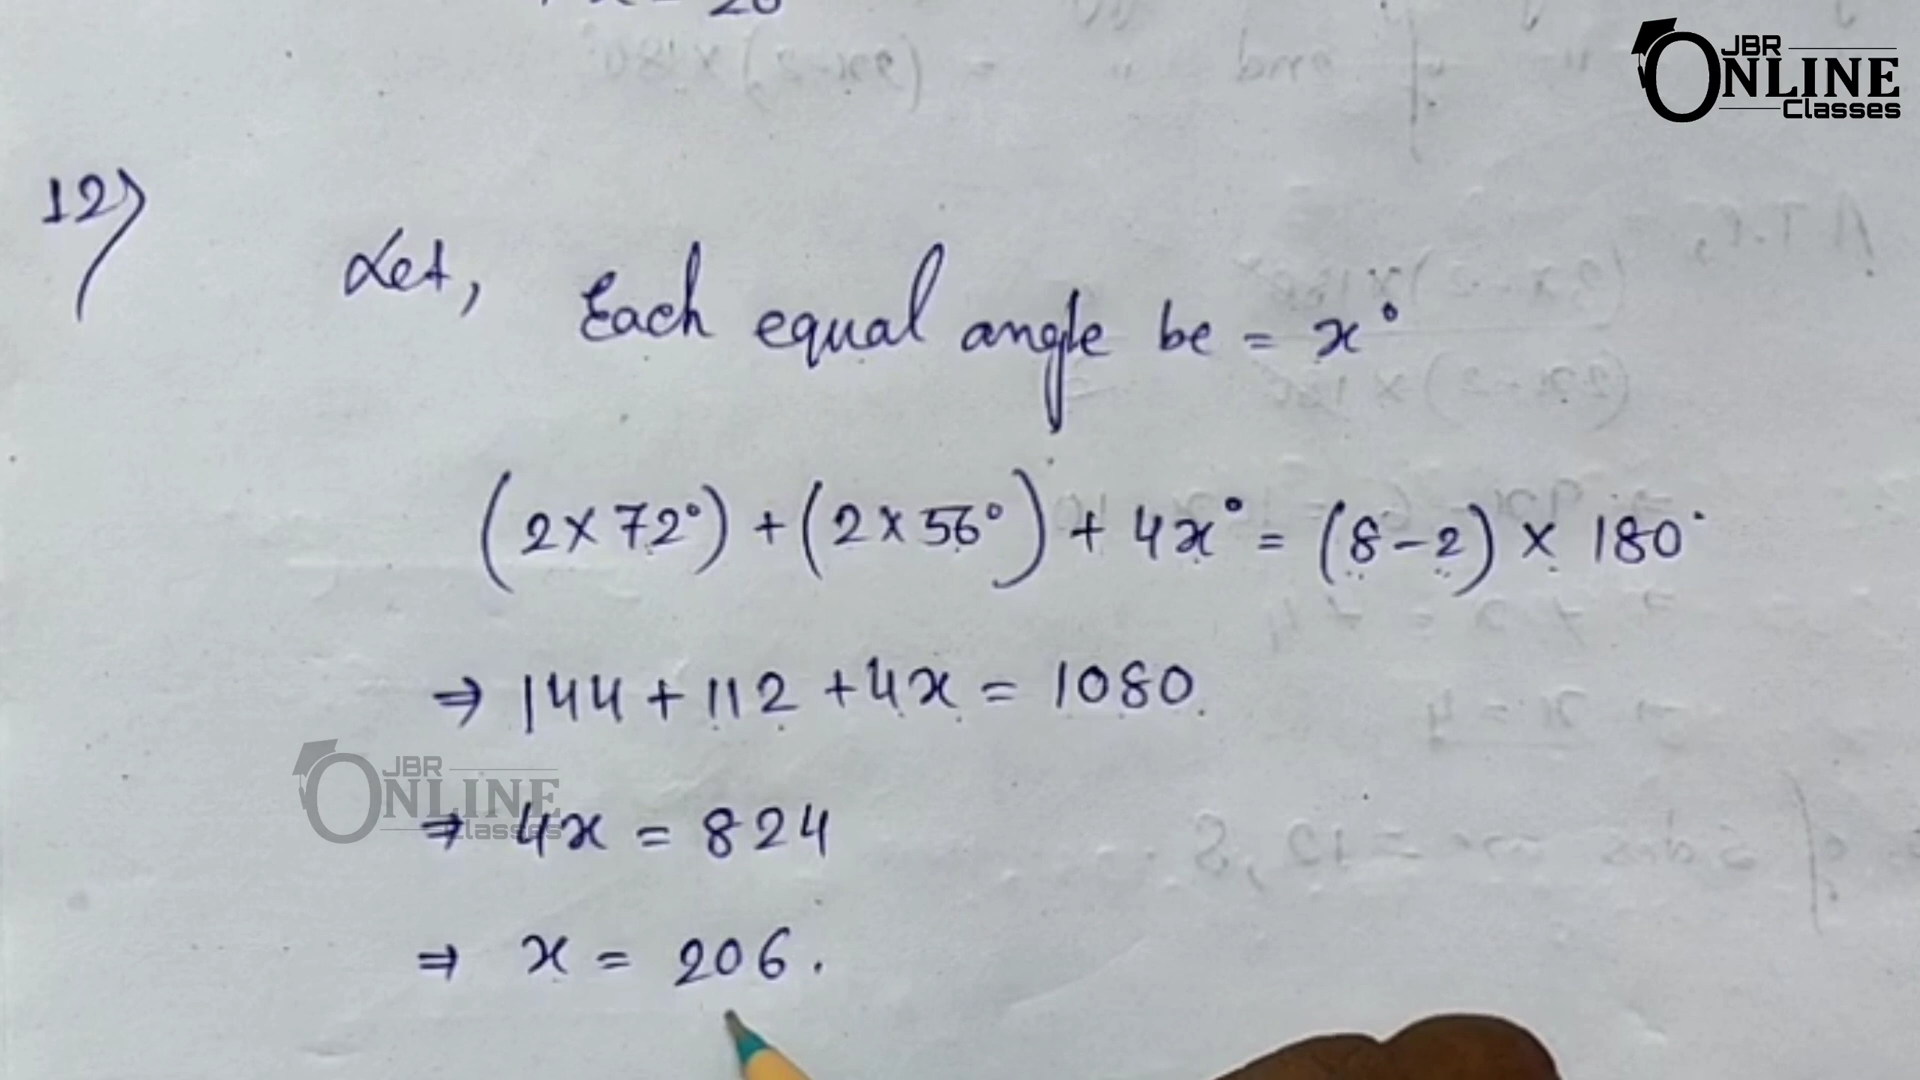 JBR
ONLINE
Classes
12)
Let, Each equal angle be = x°
(2 × 72°) + (2 × 56°) + 4x° = (8 − 2) × 180°
⇒ 144 + 112 + 4x = 1080
JBR
ONLINE
Classes
⇒ 4x = 824
⇒ x = 206.